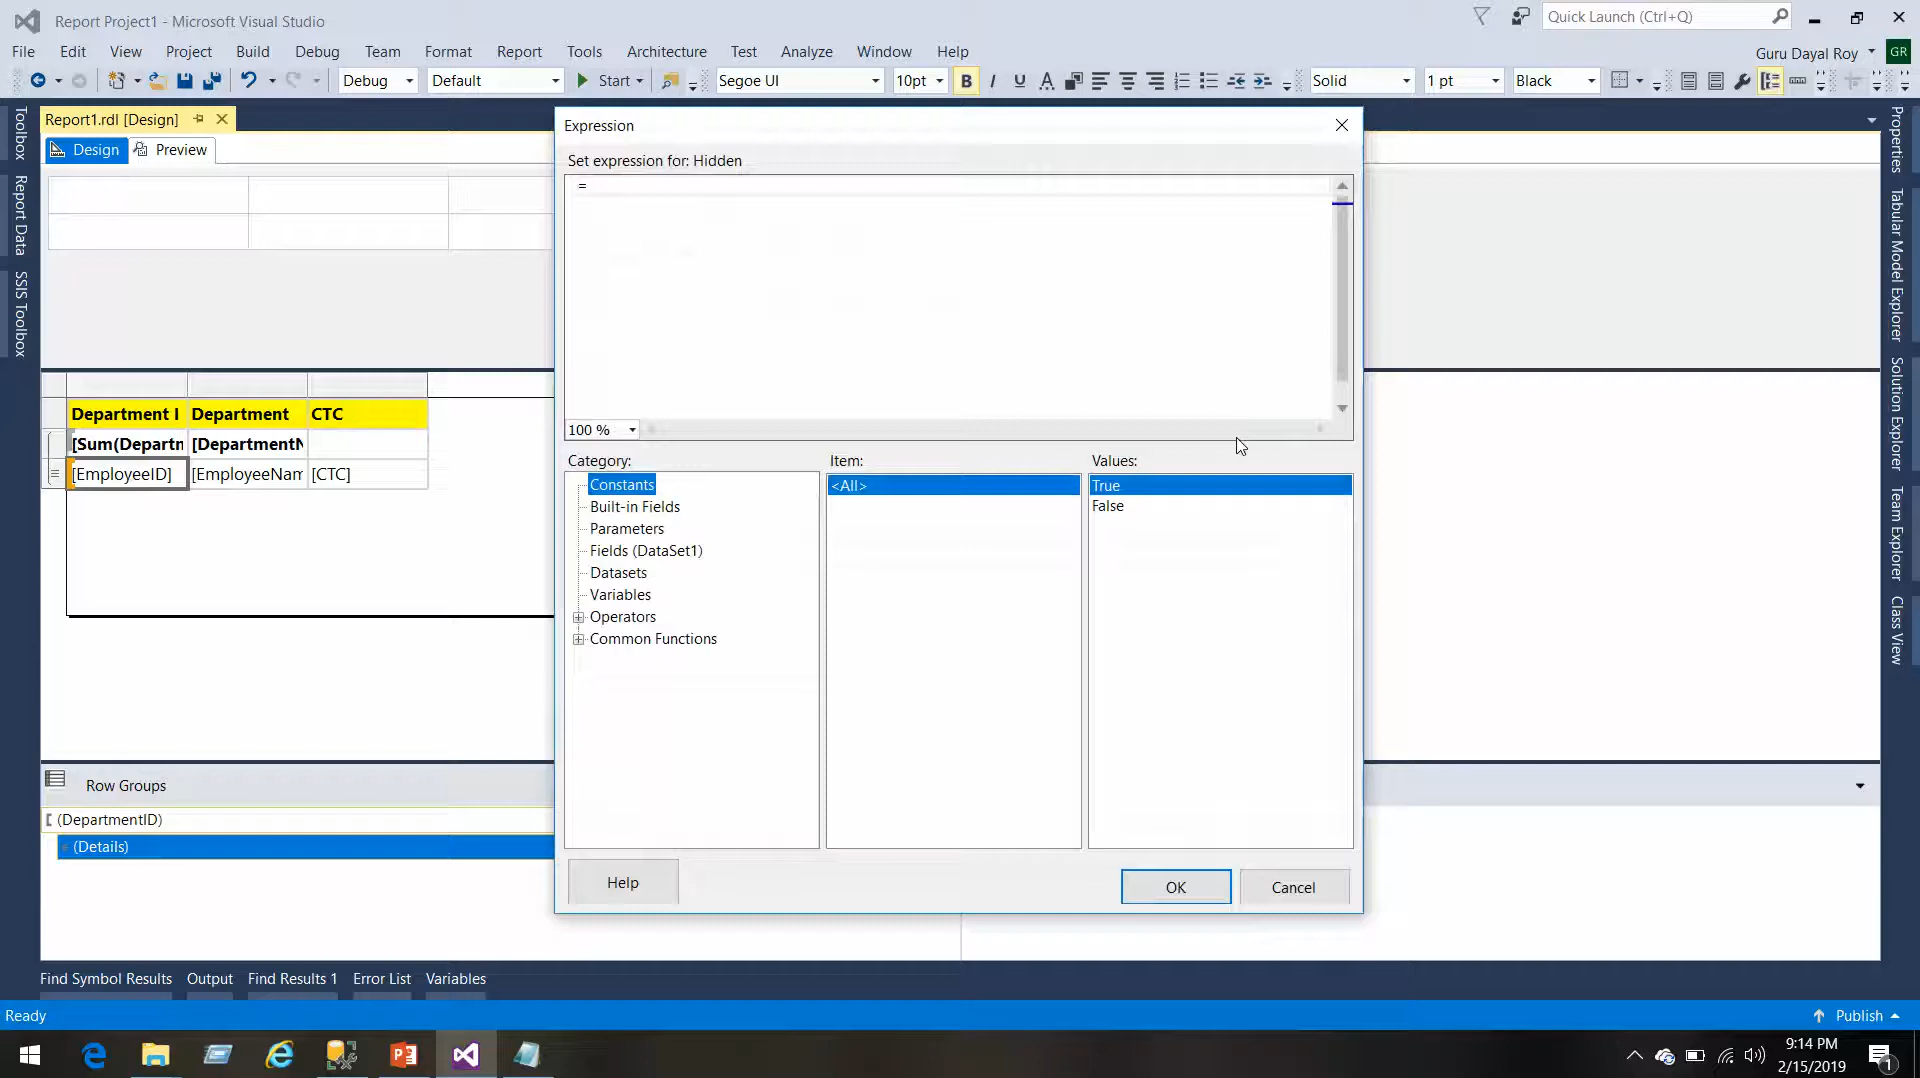 Report Project1 - Microsoft Visual Studio
Quick Launch (Ctrl+Q)
File Edit View Project Build Debug Team Format Report Tools Architecture Test Analyze Window Help
Guru Dayal Roy GR
Debug Default Start Segoe UI 10pt B I U A Solid 1 pt Black
Toolbox
Report Data
SSIS Toolbox
Report1.rdl [Design]
Design Preview
Department I Department CTC
[Sum(Departn [DepartmentN
[EmployeeID] [EmployeeNam [CTC]
Row Groups
(DepartmentID)
(Details)
Expression
Set expression for: Hidden
=
100 %
Category: Item: Values:
Constants <All> True
Built-in Fields False
Parameters
Fields (DataSet1)
Datasets
Variables
Operators
Common Functions
Help OK Cancel
Properties
Tabular Model Explorer
Solution Explorer
Team Explorer
Class View
Find Symbol Results Output Find Results 1 Error List Variables
Ready Publish
9:14 PM
2/15/2019
1